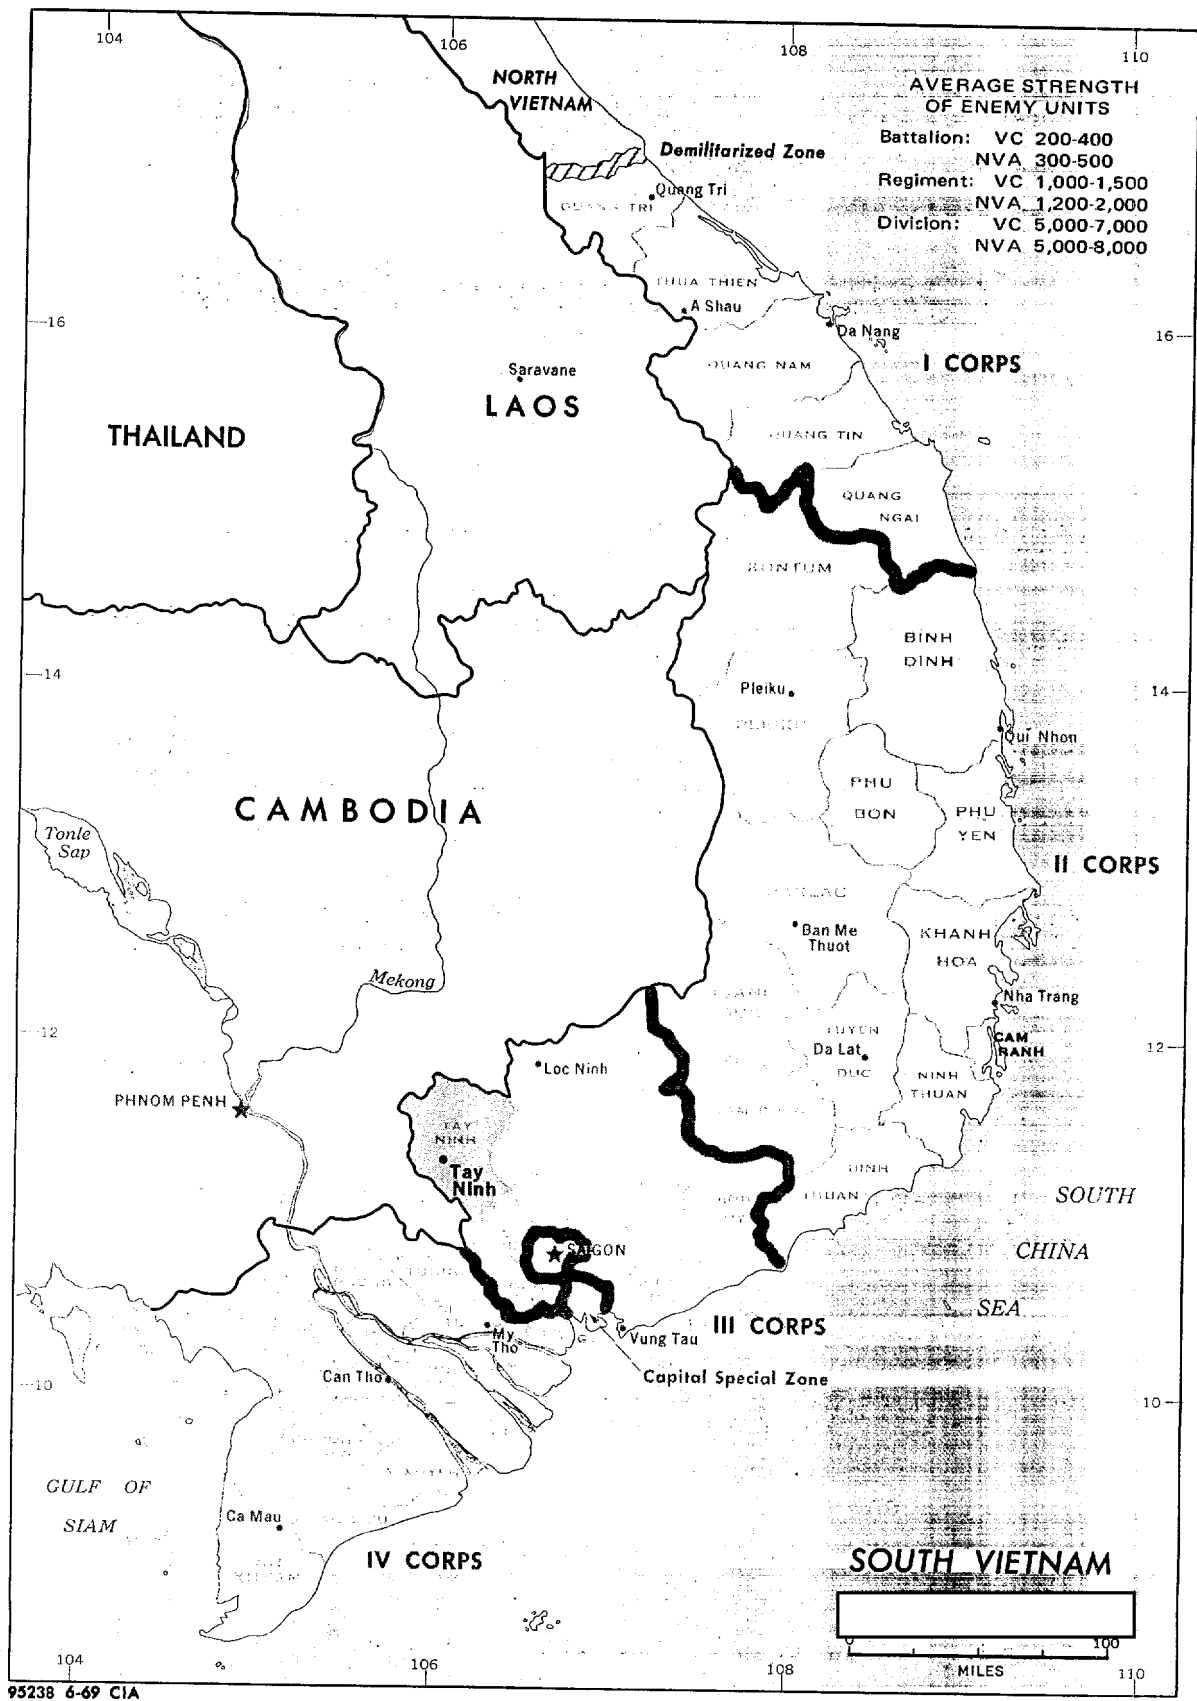 104
106
108
110
NORTH
VIETNAM
AVERAGE STRENGTH
OF ENEMY UNITS
Battalion: VC 200-400
NVA 300-500
Regiment: VC 1,000-1,500
NVA 1,200-2,000
Division: VC 5,000-7,000
NVA 5,000-8,000
Demilitarized Zone
Quang Tri
QUANG TRI
THUA THIEN
A Shau
16
16
Da Nang
I CORPS
QUANG NAM
Saravane
LAOS
THAILAND
QUANG TIN
QUANG
NGAI
KONTUM
BINH
DINH
14
14
Pleiku
PLEIKU
Qui Nhon
PHU
BON
CAMBODIA
PHU
YEN
Tonle
Sap
II CORPS
Ban Me
Thuot
KHANH
HOA
Mekong
Nha Trang
12
12
CAM
RANH
TUYEN
Da Lat
DUC
Loc Ninh
NINH
THUAN
PHNOM PENH
TAY
NINH
Tay
Ninh
BINH
THUAN
SOUTH
CHINA
SEA
SAIGON
III CORPS
My
Tho
Vung Tau
Capital Special Zone
Can Tho
10
10
GULF OF
SIAM
Ca Mau
IV CORPS
SOUTH VIETNAM
0 100
MILES
104
106
108
110
95238 6-69 CIA